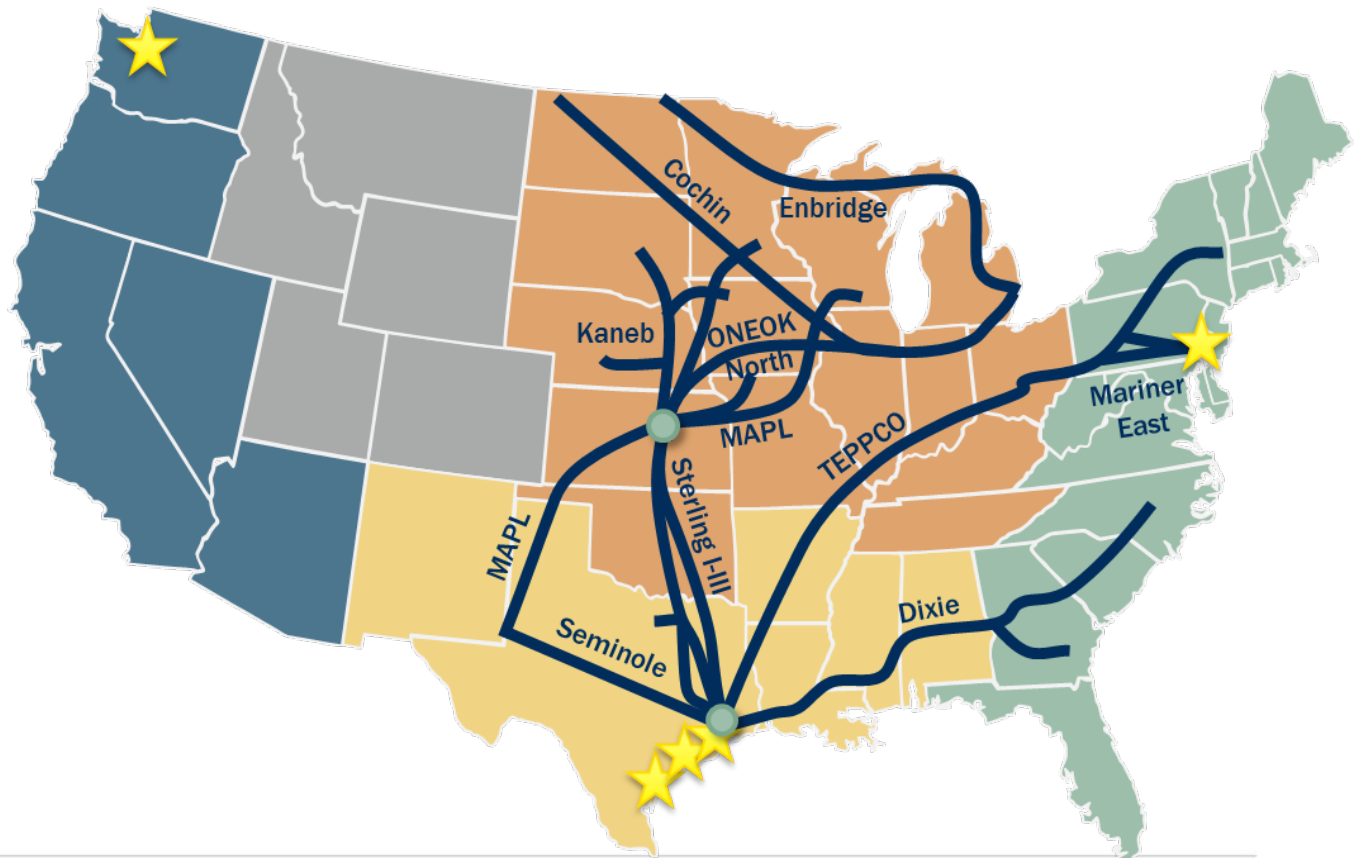 Cochin
Enbridge
Kaneb
ONEOK
North
MAPL
TEPPCO
Mariner
East
Sterling I-III
MAPL
Seminole
Dixie